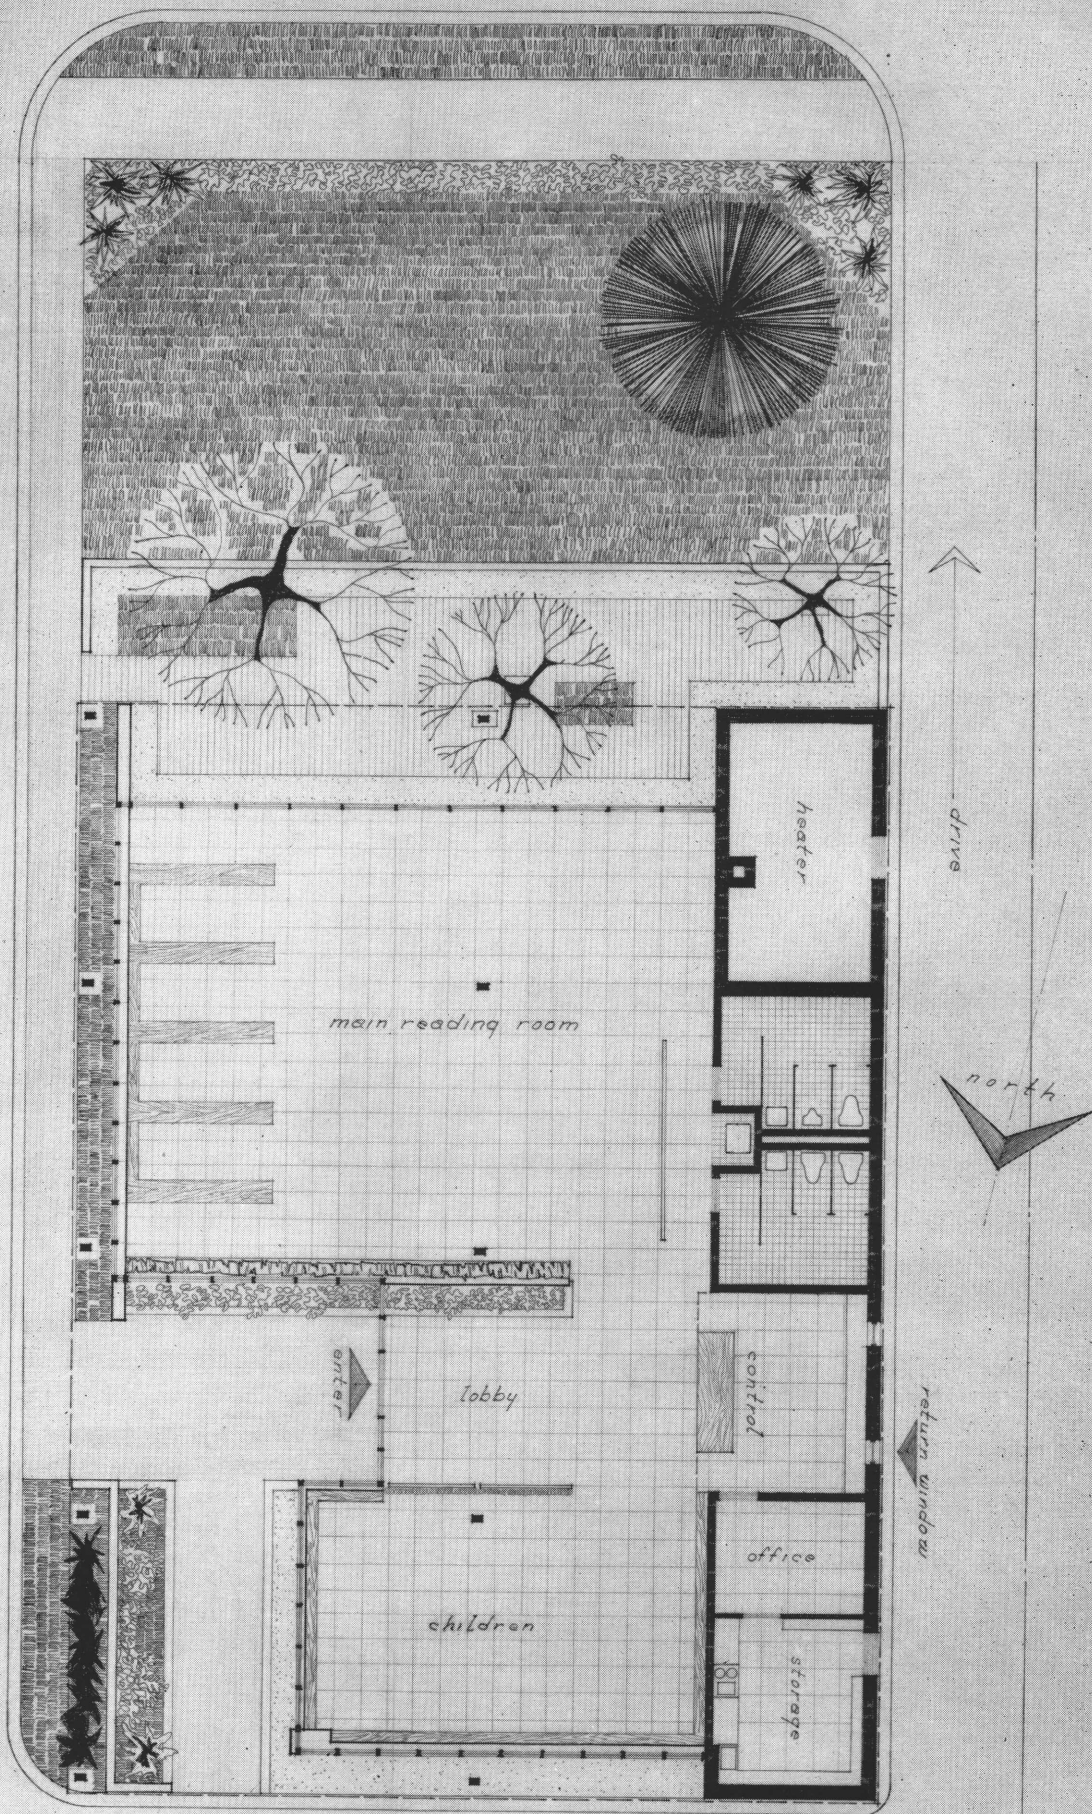 heater
drive
main reading room
north
enter
lobby
control
return window
office
children
storage